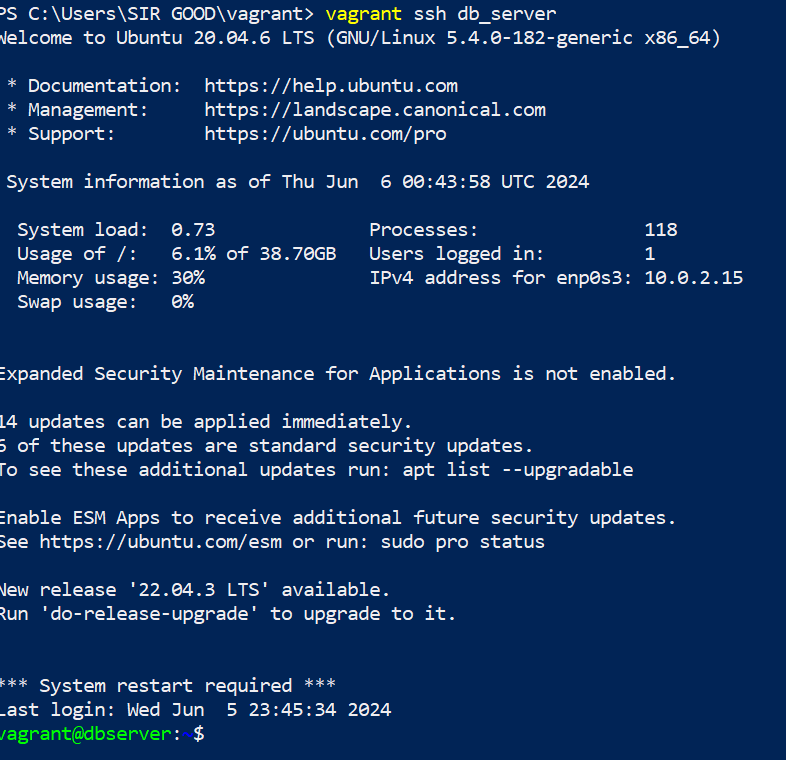 PS C:\Users\SIR GOOD\vagrant> vagrant ssh db_server
Welcome to Ubuntu 20.04.6 LTS (GNU/Linux 5.4.0-182-generic x86_64)
* Documentation:  https://help.ubuntu.com
* Management:     https://landscape.canonical.com
* Support:        https://ubuntu.com/pro
System information as of Thu Jun  6 00:43:58 UTC 2024
System load:  0.73              Processes:               118
Usage of /:   6.1% of 38.70GB   Users logged in:         1
Memory usage: 30%               IPv4 address for enp0s3: 10.0.2.15
Swap usage:   0%
Expanded Security Maintenance for Applications is not enabled.
14 updates can be applied immediately.
6 of these updates are standard security updates.
To see these additional updates run: apt list --upgradable
Enable ESM Apps to receive additional future security updates.
See https://ubuntu.com/esm or run: sudo pro status
New release '22.04.3 LTS' available.
Run 'do-release-upgrade' to upgrade to it.
*** System restart required ***
Last login: Wed Jun  5 23:45:34 2024
vagrant@dbserver:~$